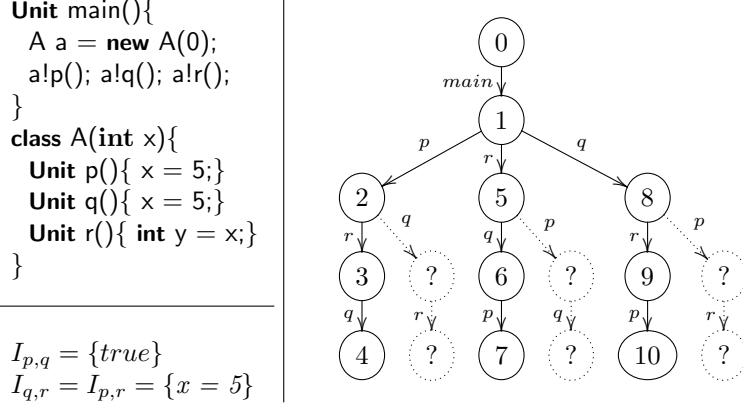 Unit main(){
A a = new A(0);
a!p(); a!q(); a!r();
}
class A(int x){
Unit p(){ x = 5;}
Unit q(){ x = 5;}
Unit r(){ int y = x;}
}
I_{p,q} = {true}
I_{q,r} = I_{p,r} = {x = 5}
0
main
1
p
r
q
2
5
8
q
p
p
r
q
r
3
?
6
?
9
?
q
r
p
q
p
r
4
?
7
?
10
?